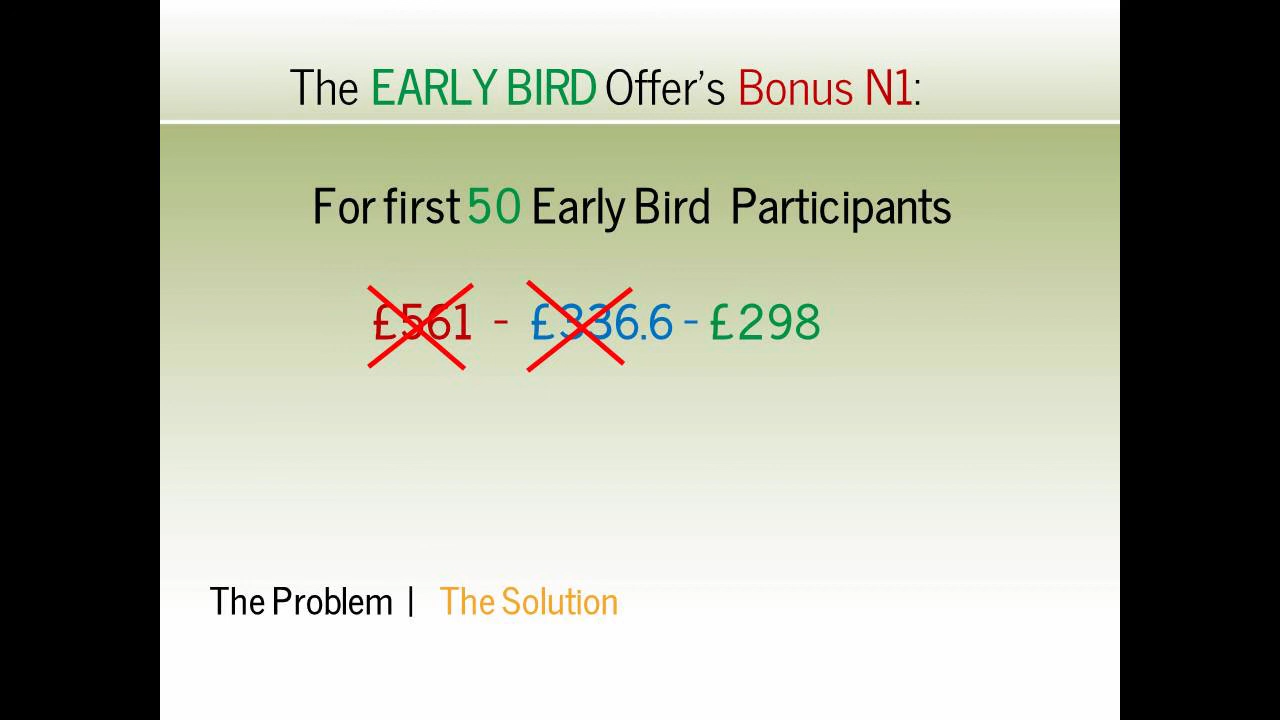 The EARLY BIRD Offer's Bonus N1:
For first 50 Early Bird Participants
£561 - £336.6 - £298
The Problem | The Solution